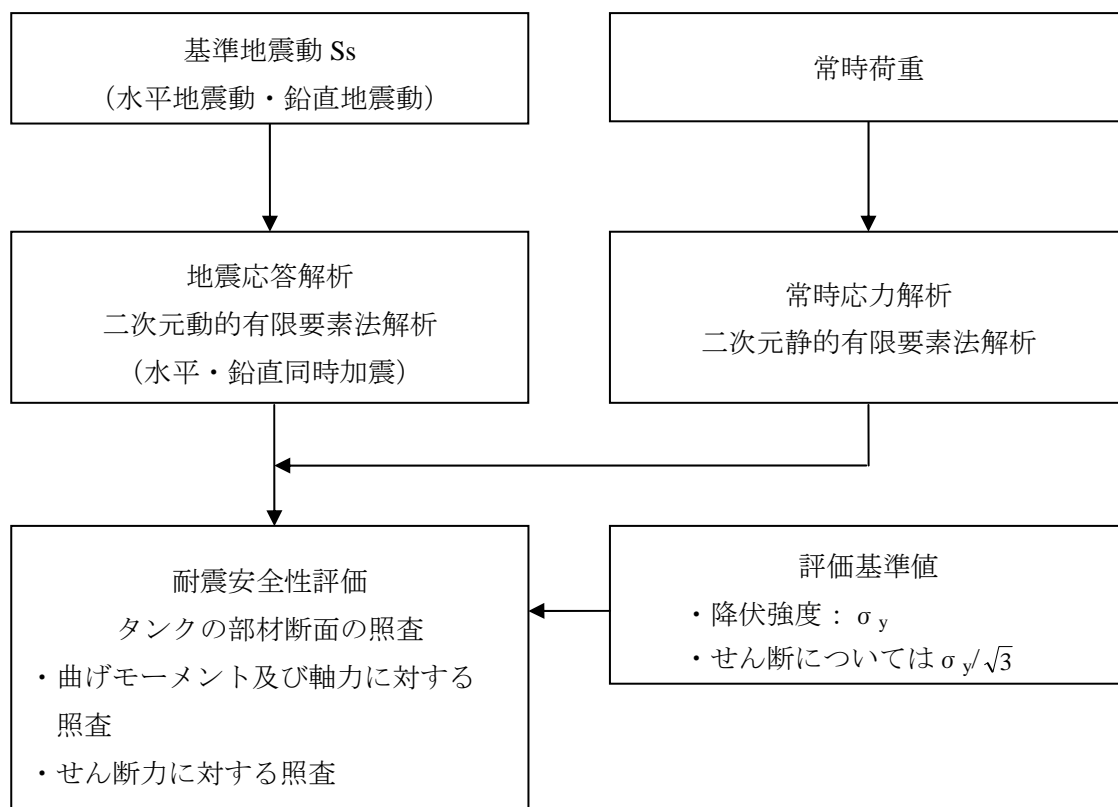 基準地震動 Ss
（水平地震動・鉛直地震動）
常時荷重
地震応答解析
二次元動的有限要素法解析
（水平・鉛直同時加震）
常時応力解析
二次元静的有限要素法解析
耐震安全性評価
タンクの部材断面の照査
・曲げモーメント及び軸力に対する
照査
・せん断力に対する照査
評価基準値
・降伏強度：σy
・せん断についてはσy/√3